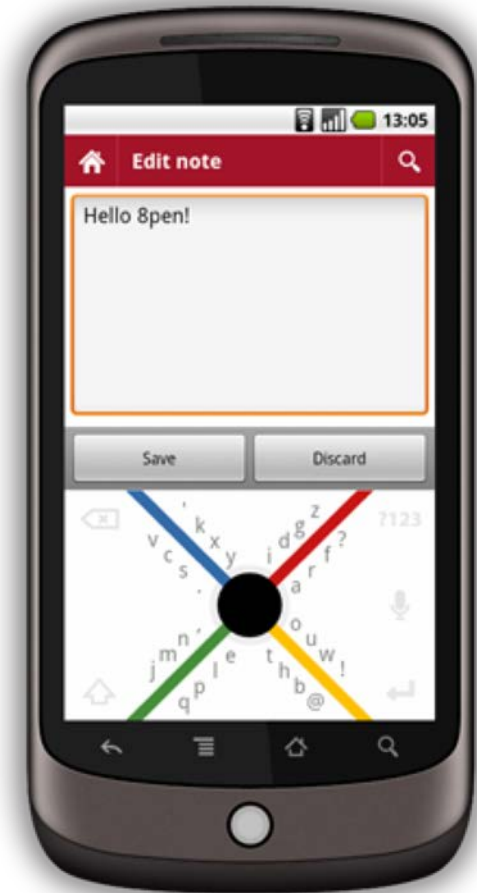 13:05
Edit note
Hello 8pen!
Save
Discard
' k x y
v c s .
z g d i
? f r a
?123
' n m j
e l p q
o u w !
t h b @